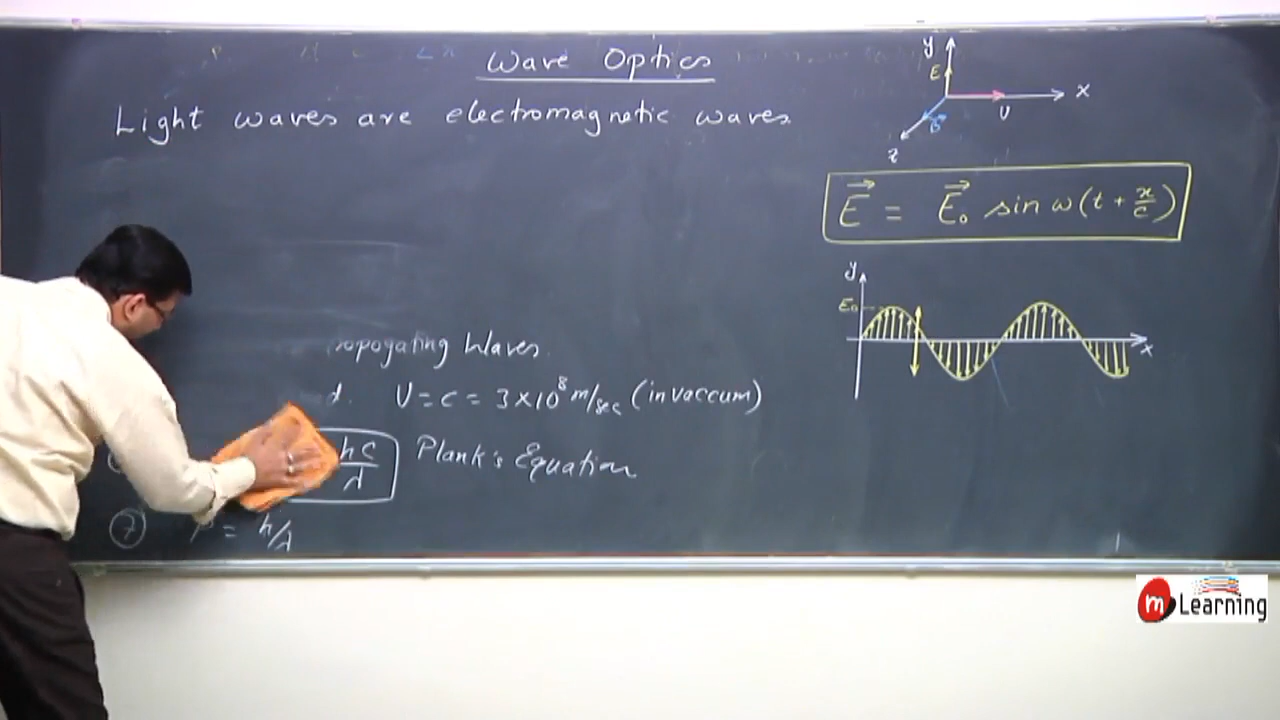 Wave Optics
Light waves are electromagnetic waves.
opogating Waves.
d. U = c = 3 × 10⁸ m/sec (in vaccum)
hc/λ Plank's Equation
⑦ P = h/λ
y
E
x
U
B
z
E⃗ = E⃗₀ sin ω(t + x/c)
y
E₀
x
m Learning